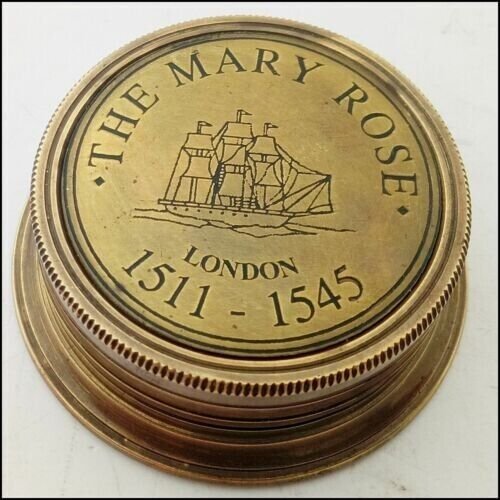 · THE MARY ROSE ·
LONDON
1511 - 1545